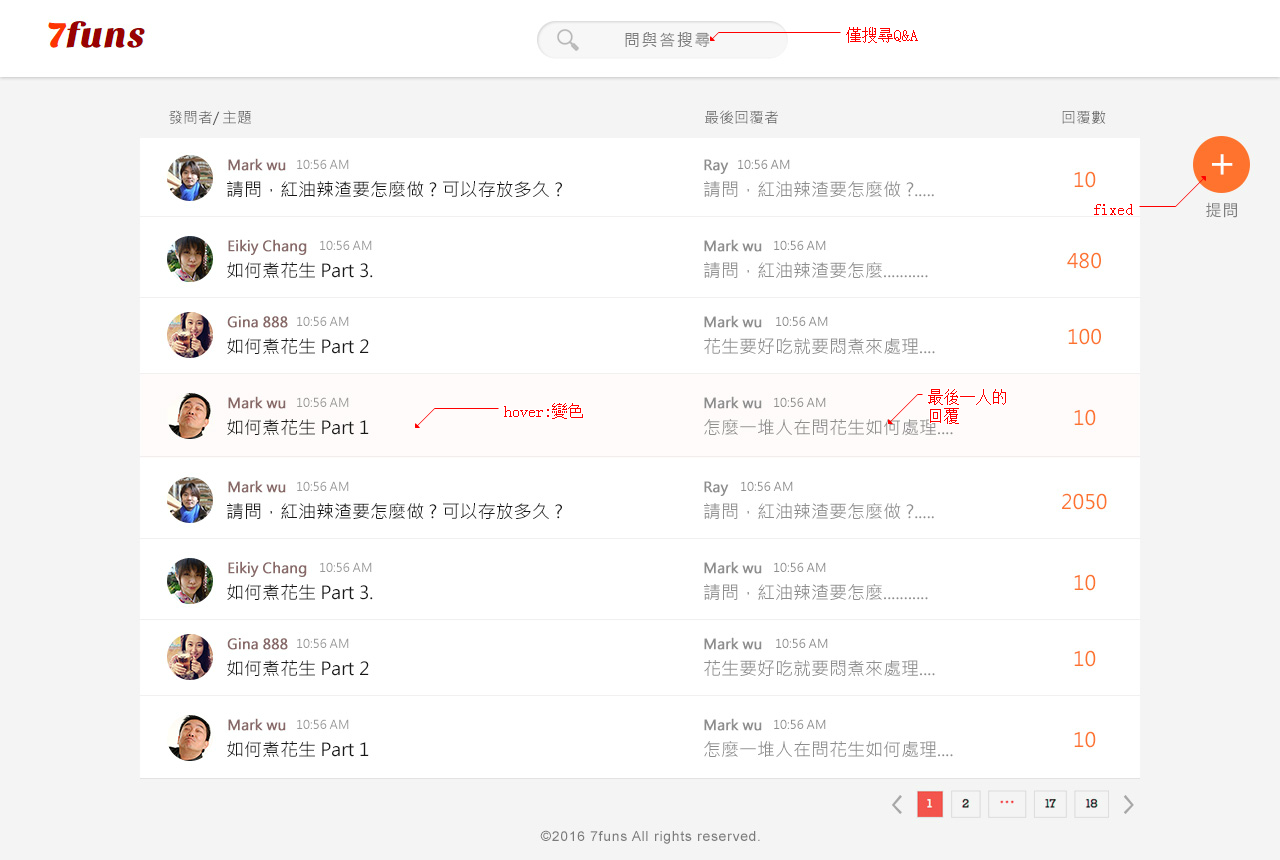 7funs
問與答搜尋
僅搜尋Q&A
發問者/ 主題 最後回覆者 回覆數
Mark wu 10:56 AM Ray 10:56 AM
請問，紅油辣渣要怎麼做？可以存放多久？ 請問，紅油辣渣要怎麼做 ?..... 10
fixed
提問
Eikiy Chang 10:56 AM Mark wu 10:56 AM
如何煮花生 Part 3. 請問，紅油辣渣要怎麼........... 480
Gina 888 10:56 AM Mark wu 10:56 AM
如何煮花生 Part 2 花生要好吃就要悶煮來處理.... 100
Mark wu 10:56 AM Mark wu 10:56 AM
如何煮花生 Part 1 怎麼一堆人在問花生如何處理.... 10
hover:變色
最後一人的
回覆
Mark wu 10:56 AM Ray 10:56 AM
請問，紅油辣渣要怎麼做？可以存放多久？ 請問，紅油辣渣要怎麼做 ?..... 2050
Eikiy Chang 10:56 AM Mark wu 10:56 AM
如何煮花生 Part 3. 請問，紅油辣渣要怎麼........... 10
Gina 888 10:56 AM Mark wu 10:56 AM
如何煮花生 Part 2 花生要好吃就要悶煮來處理.... 10
Mark wu 10:56 AM Mark wu 10:56 AM
如何煮花生 Part 1 怎麼一堆人在問花生如何處理.... 10
1 2 ... 17 18
©2016 7funs All rights reserved.